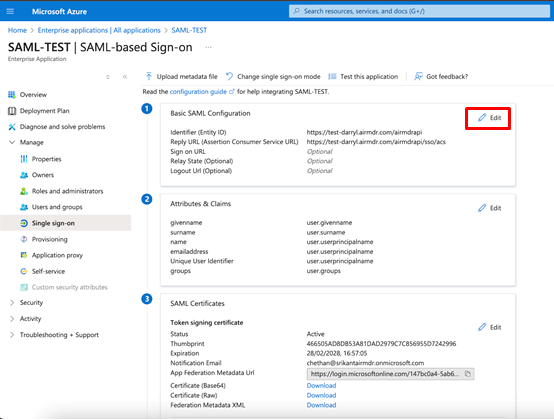 Microsoft Azure
Search resources, services, and docs (G+/)
Home > Enterprise applications | All applications > SAML-TEST
SAML-TEST | SAML-based Sign-on ...
Enterprise Application
Upload metadata file
Change single sign-on mode
Test this application
Got feedback?
Read the configuration guide for help integrating SAML-TEST.
Overview
Deployment Plan
Diagnose and solve problems
Manage
Properties
Owners
Roles and administrators
Users and groups
Single sign-on
Provisioning
Application proxy
Self-service
Custom security attributes
Security
Activity
Troubleshooting + Support
1
Basic SAML Configuration
Edit
Identifier (Entity ID) https://test-darryl.airmdr.com/airmdrapi
Reply URL (Assertion Consumer Service URL) https://test-darryl.airmdr.com/airmdrapi/sso/acs
Sign on URL Optional
Relay State (Optional) Optional
Logout Url (Optional) Optional
2
Attributes & Claims
Edit
givenname user.givenname
surname user.surname
name user.userprincipalname
emailaddress user.userprincipalname
Unique User Identifier user.userprincipalname
groups user.groups
3
SAML Certificates
Token signing certificate
Edit
Status Active
Thumbprint 466505AD8DB53A81DAD2979C7C856955D7242996
Expiration 28/02/2028, 16:57:05
Notification Email chethan@srikantairmdr.onmicrosoft.com
App Federation Metadata Url https://login.microsoftonline.com/147bc0a4-5ab6...
Certificate (Base64) Download
Certificate (Raw) Download
Federation Metadata XML Download